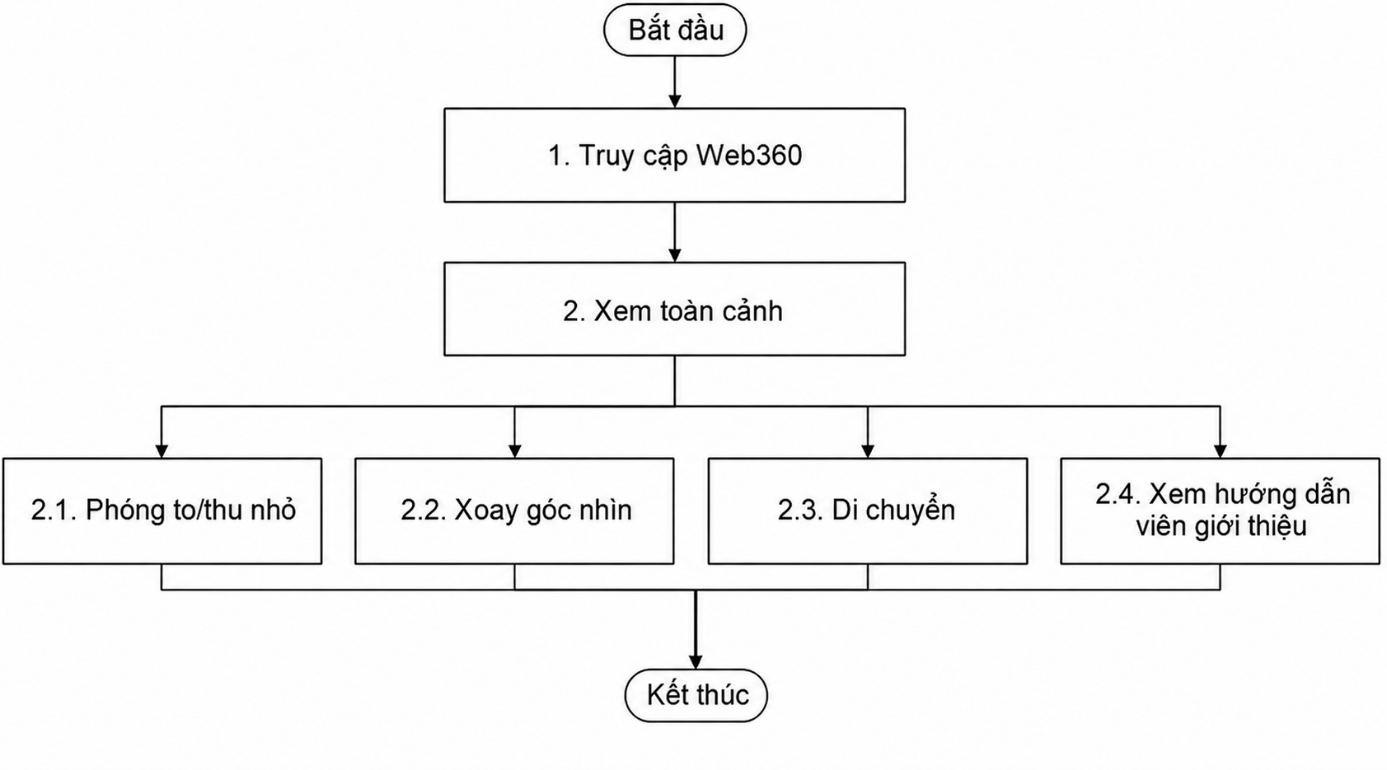 Bắt đầu
1. Truy cập Web360
2. Xem toàn cảnh
2.1. Phóng to/thu nhỏ
2.2. Xoay góc nhìn
2.3. Di chuyển
2.4. Xem hướng dẫn
viên giới thiệu
Kết thúc